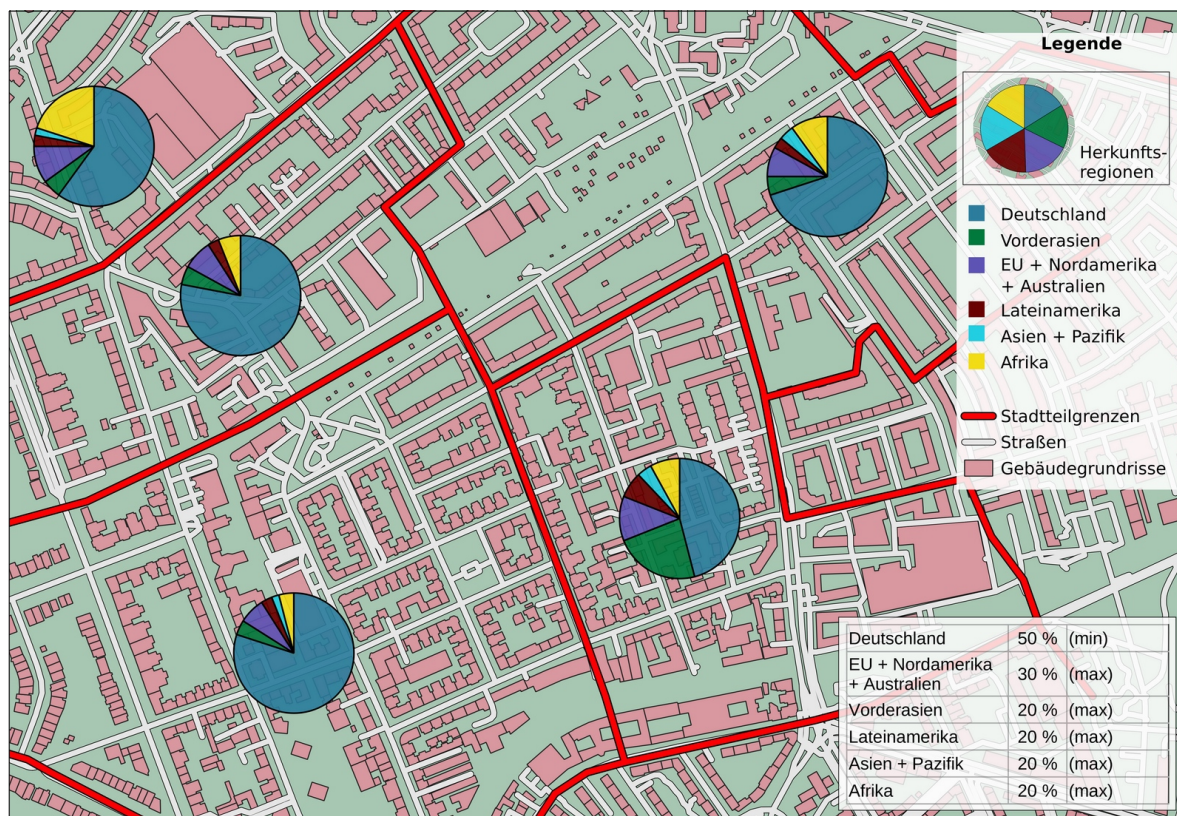 Legende
Herkunfts-
regionen
Deutschland
Vorderasien
EU + Nordamerika
+ Australien
Lateinamerika
Asien + Pazifik
Afrika
Stadtteilgrenzen
Straßen
Gebäudegrundrisse
Deutschland 50 % (min)
EU + Nordamerika
+ Australien 30 % (max)
Vorderasien 20 % (max)
Lateinamerika 20 % (max)
Asien + Pazifik 20 % (max)
Afrika 20 % (max)